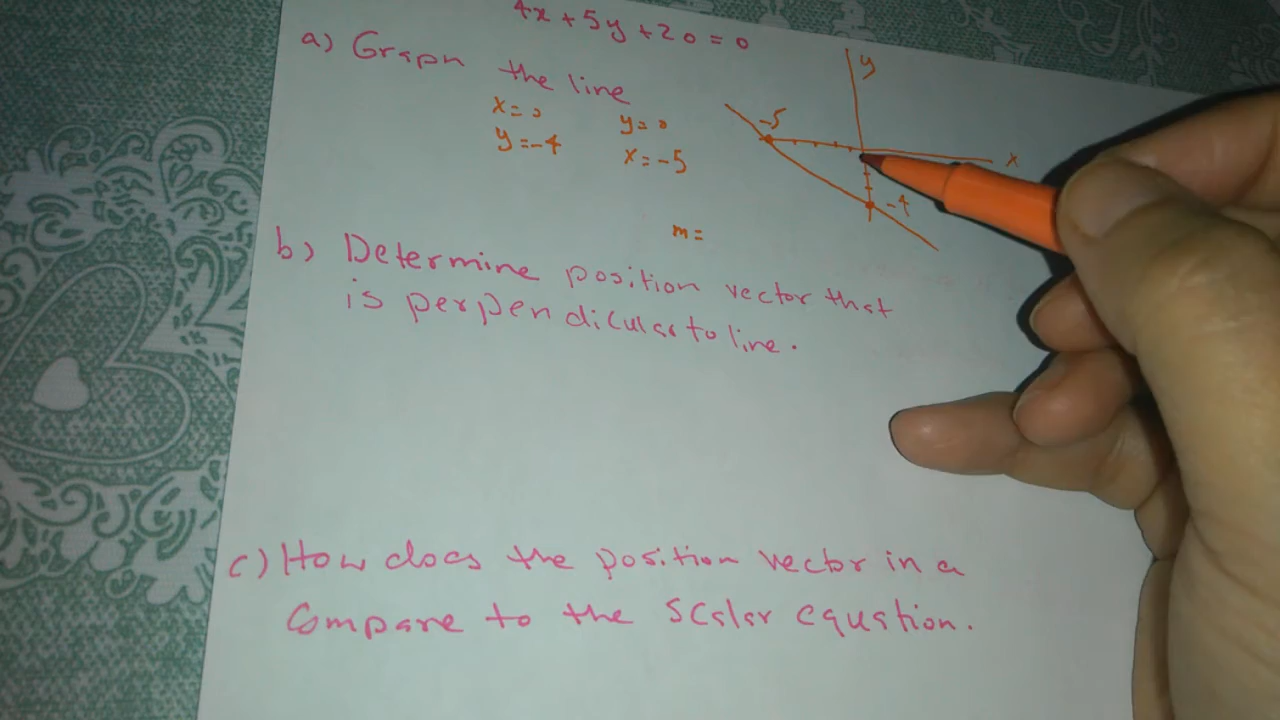 4x + 5y + 20 = 0
a) Graph the line
x = 0
y = -4
y = 0
x = -5
-5
y
x
-4
m =
b) Determine position vector that
is perpendicular to line.
c) How does the position vector in a
Compare to the scalar equation.